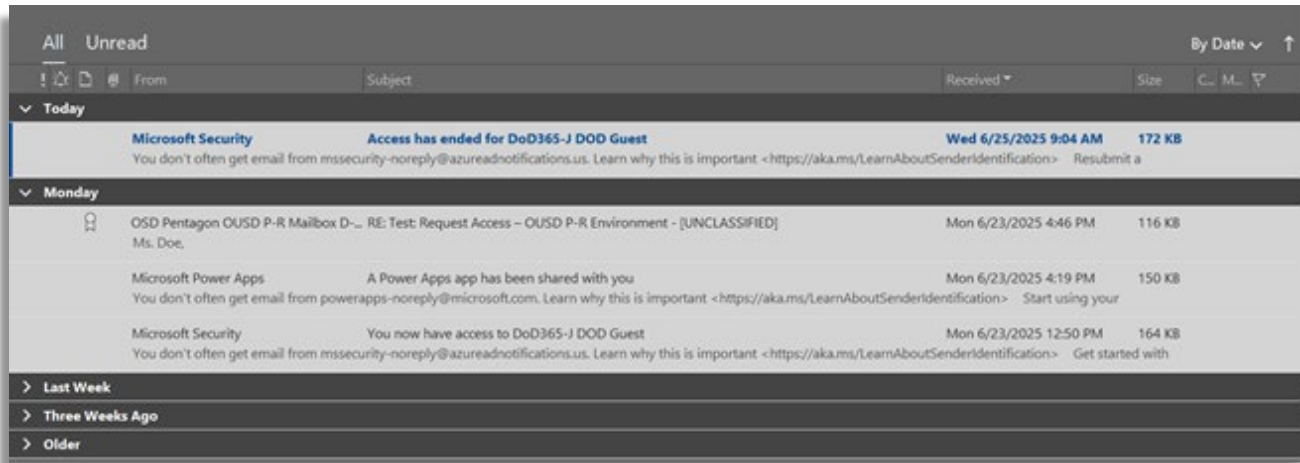 All Unread By Date
! From Subject Received Size C... M...
Today
Microsoft Security Access has ended for DoD365-J DOD Guest Wed 6/25/2025 9:04 AM 172 KB
You don't often get email from mssecurity-noreply@azureadnotifications.us. Learn why this is important <https://aka.ms/LearnAboutSenderIdentification> Resubmit a
Monday
OSD Pentagon OUSD P-R Mailbox D-... RE: Test: Request Access – OUSD P-R Environment - [UNCLASSIFIED] Mon 6/23/2025 4:46 PM 116 KB
Ms. Doe,
Microsoft Power Apps A Power Apps app has been shared with you Mon 6/23/2025 4:19 PM 150 KB
You don't often get email from powerapps-noreply@microsoft.com. Learn why this is important <https://aka.ms/LearnAboutSenderIdentification> Start using your
Microsoft Security You now have access to DoD365-J DOD Guest Mon 6/23/2025 12:50 PM 164 KB
You don't often get email from mssecurity-noreply@azureadnotifications.us. Learn why this is important <https://aka.ms/LearnAboutSenderIdentification> Get started with
Last Week
Three Weeks Ago
Older